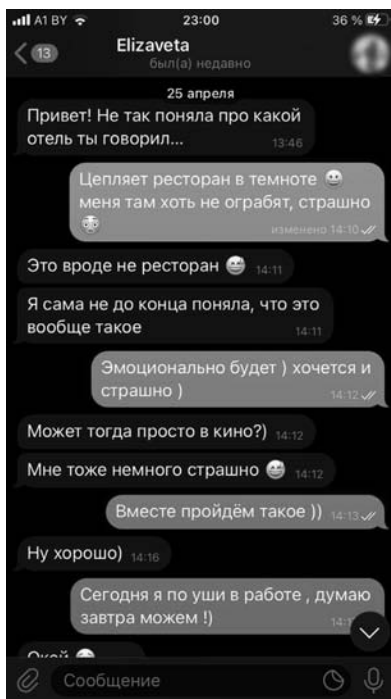 A1 BY 23:00 36 %
13 Elizaveta
был(а) недавно
25 апреля
Привет! Не так поняла про какой
отель ты говорил... 13:46
Цепляет ресторан в темноте 😀
меня там хоть не ограбят, страшно
😳 изменено 14:10
Это вроде не ресторан 😅 14:11
Я сама не до конца поняла, что это
вообще такое 14:11
Эмоционально будет ) хочется и
страшно ) 14:12
Может тогда просто в кино?) 14:12
Мне тоже немного страшно 😅 14:12
Вместе пройдём такое )) 14:13
Ну хорошо) 14:16
Сегодня я по уши в работе , думаю
завтра можем !)
Окей
Сообщение